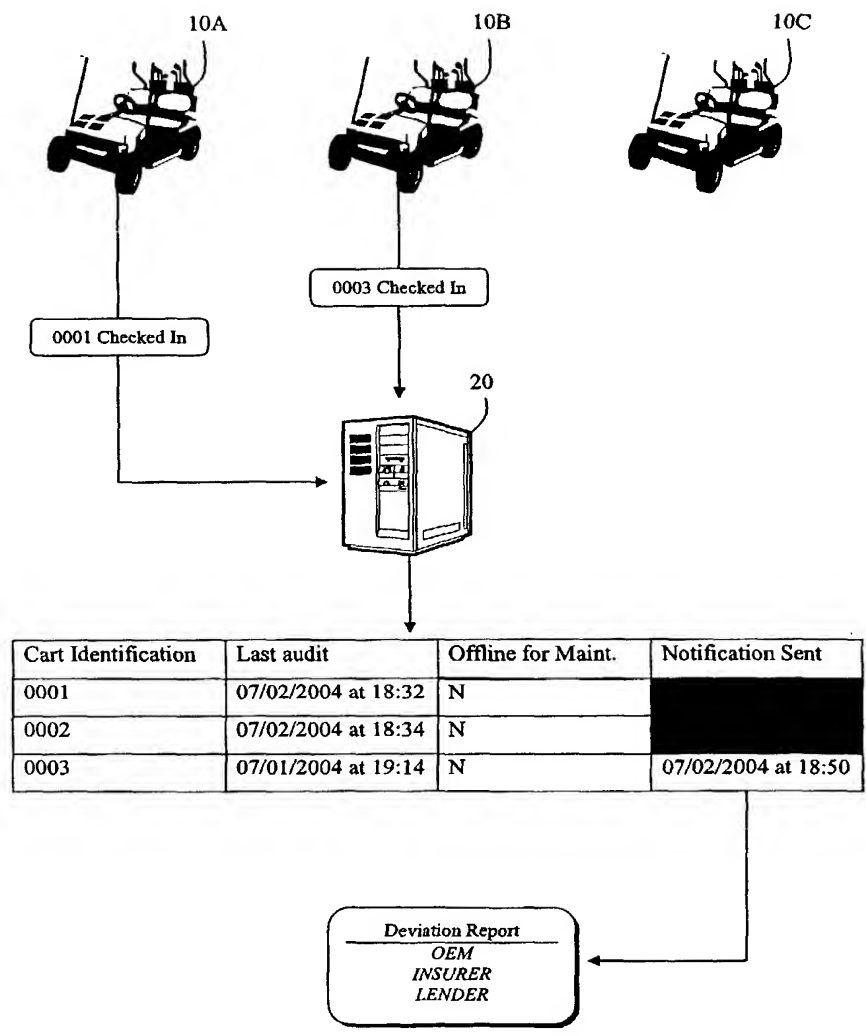 10A
10B
10C
0003 Checked In
0001 Checked In
20
Cart Identification Last audit Offline for Maint. Notification Sent
0001 07/02/2004 at 18:32 N
0002 07/02/2004 at 18:34 N
0003 07/01/2004 at 19:14 N 07/02/2004 at 18:50
Deviation Report
OEM
INSURER
LENDER